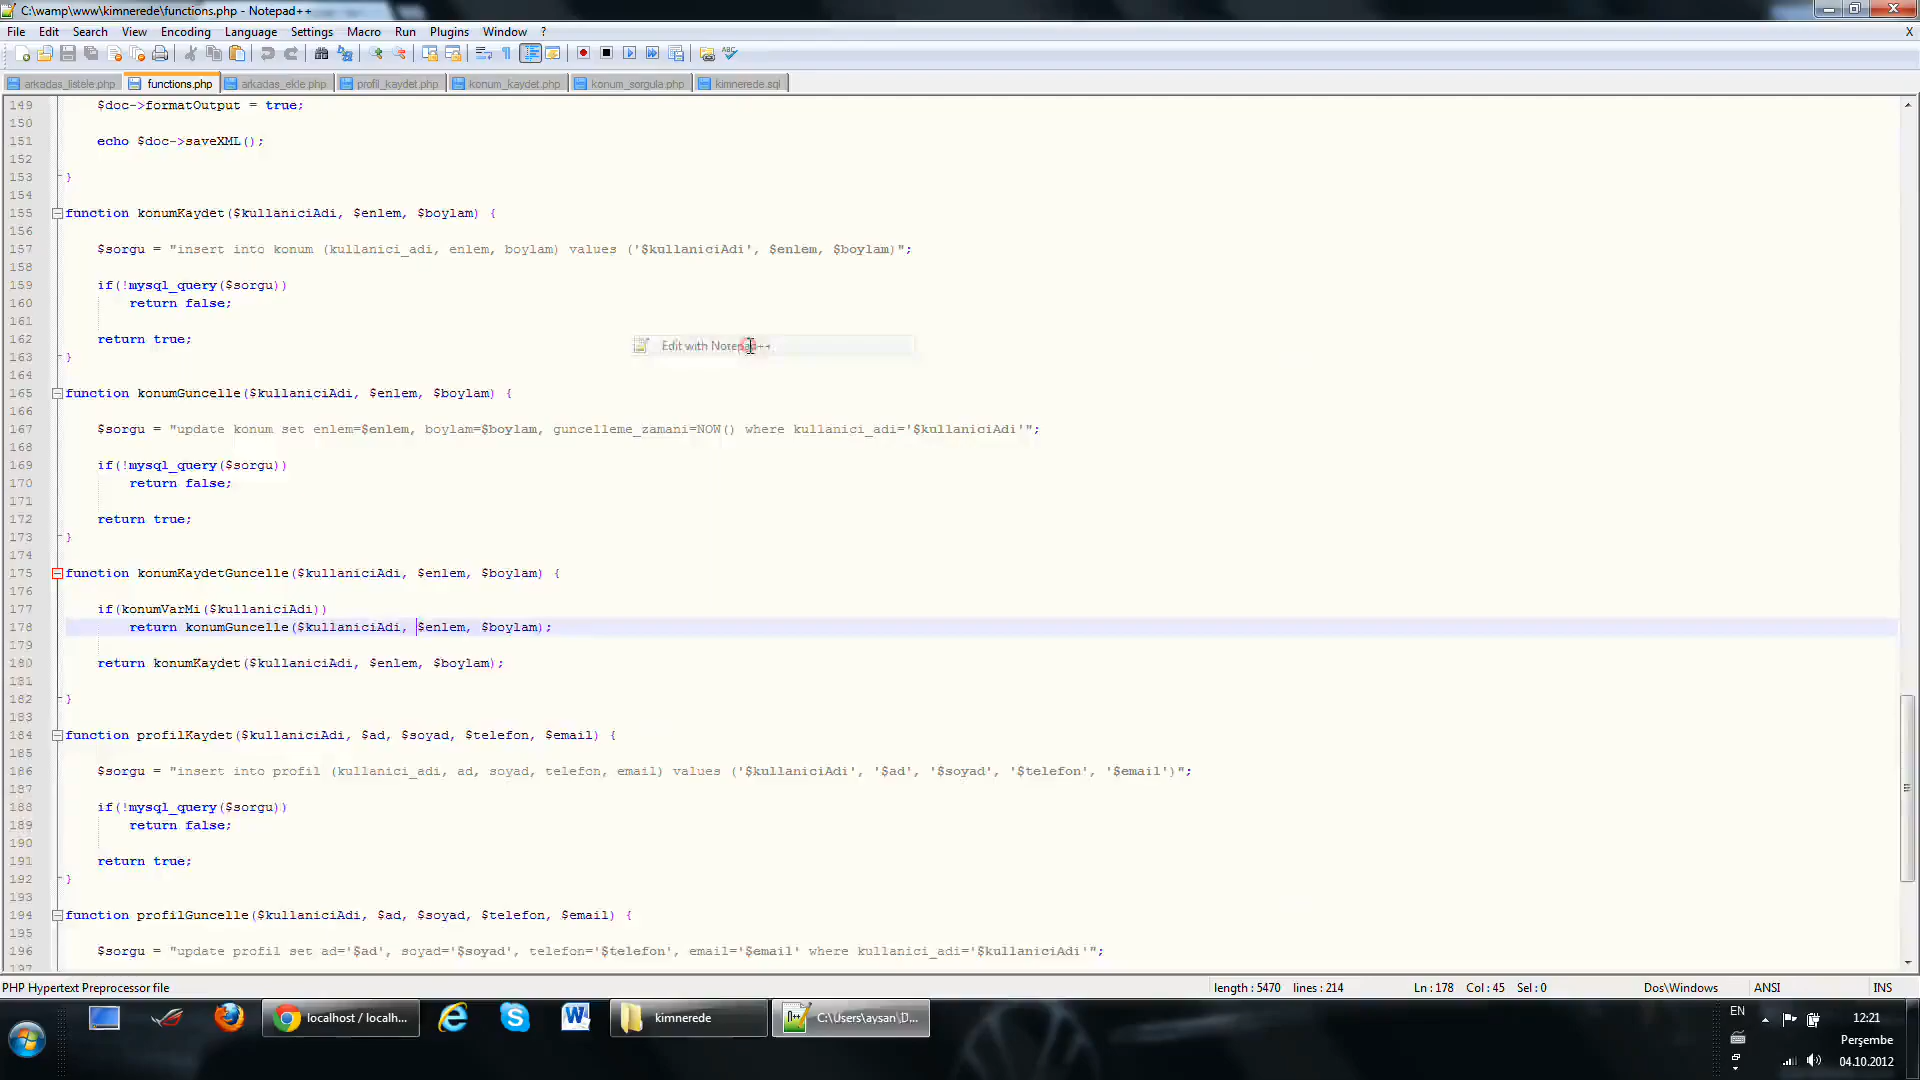 C:\wamp\www\kimnerede\functions.php - Notepad++
File Edit Search View Encoding Language Settings Macro Run Plugins Window ? X
arkadas_listele.php functions.php arkadas_ekle.php profil_kaydet.php konum_kaydet.php konum_sorgula.php kimnerede.sql
149 $doc->formatOutput = true;
150
151 echo $doc->saveXML();
152
153 }
154
155 function konumKaydet($kullaniciAdi, $enlem, $boylam) {
156
157 $sorgu = "insert into konum (kullanici_adi, enlem, boylam) values ('$kullaniciAdi', $enlem, $boylam)";
158
159 if(!mysql_query($sorgu))
160 return false;
161
162 return true;
Edit with Notepad++
163 }
164
165 function konumGuncelle($kullaniciAdi, $enlem, $boylam) {
166
167 $sorgu = "update konum set enlem=$enlem, boylam=$boylam, guncelleme_zamani=NOW() where kullanici_adi='$kullaniciAdi'";
168
169 if(!mysql_query($sorgu))
170 return false;
171
172 return true;
173 }
174
175 function konumKaydetGuncelle($kullaniciAdi, $enlem, $boylam) {
176
177 if(konumVarMi($kullaniciAdi))
178 return konumGuncelle($kullaniciAdi, $enlem, $boylam);
179
180 return konumKaydet($kullaniciAdi, $enlem, $boylam);
181
182 }
183
184 function profilKaydet($kullaniciAdi, $ad, $soyad, $telefon, $email) {
185
186 $sorgu = "insert into profil (kullanici_adi, ad, soyad, telefon, email) values ('$kullaniciAdi', '$ad', '$soyad', '$telefon', '$email')";
187
188 if(!mysql_query($sorgu))
189 return false;
190
191 return true;
192 }
193
194 function profilGuncelle($kullaniciAdi, $ad, $soyad, $telefon, $email) {
195
196 $sorgu = "update profil set ad='$ad', soyad='$soyad', telefon='$telefon', email='$email' where kullanici_adi='$kullaniciAdi'";
197
PHP Hypertext Preprocessor file length : 5470 lines : 214 Ln : 178 Col : 45 Sel : 0 Dos\Windows ANSI INS
localhost / localh... kimnerede C:\Users\aysan\D... EN 12:21
Perşembe
04.10.2012